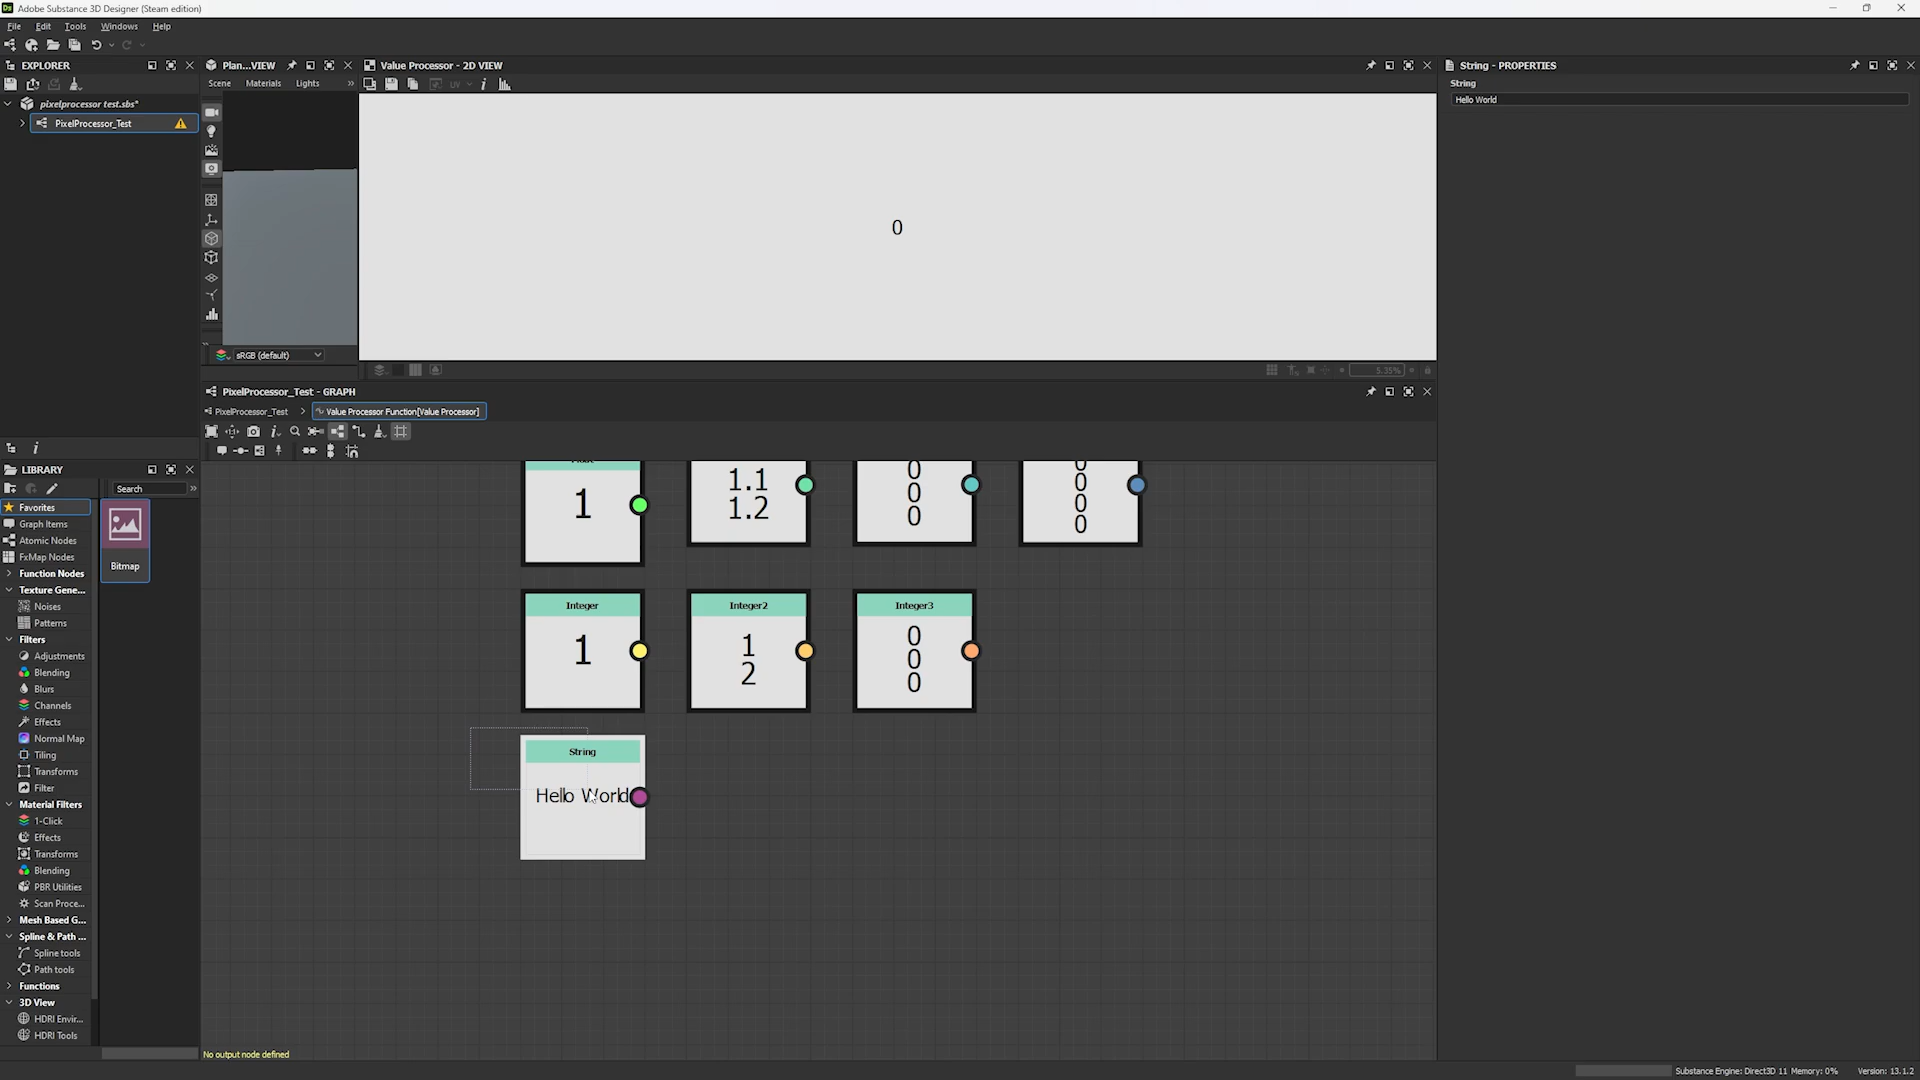 Adobe Substance 3D Designer (Steam edition)
File Edit Tools Windows Help
EXPLORER
pixelprocessor test.sbs*
PixelProcessor_Test
Plan...VIEW
Scene Materials Lights
sRGB (default)
Value Processor - 2D VIEW
UV
0
5.35%
String - PROPERTIES
String
Hello World
PixelProcessor_Test - GRAPH
PixelProcessor_Test
Value Processor Function[Value Processor]
1
1.1
1.2
0
0
0
0
0
0
0
Integer
1
Integer2
1
2
Integer3
0
0
0
String
Hello World
No output node defined
LIBRARY
Search
Favorites
Graph Items
Atomic Nodes
FxMap Nodes
Function Nodes
Texture Gene...
Noises
Patterns
Filters
Adjustments
Blending
Blurs
Channels
Effects
Normal Map
Tiling
Transforms
Filter
Material Filters
1-Click
Effects
Transforms
Blending
PBR Utilities
Scan Proce...
Mesh Based G...
Spline & Path ...
Spline tools
Path tools
Functions
3D View
HDRI Envir...
HDRI Tools
Bitmap
Substance Engine: Direct3D 11 Memory: 0%
Version: 13.1.2